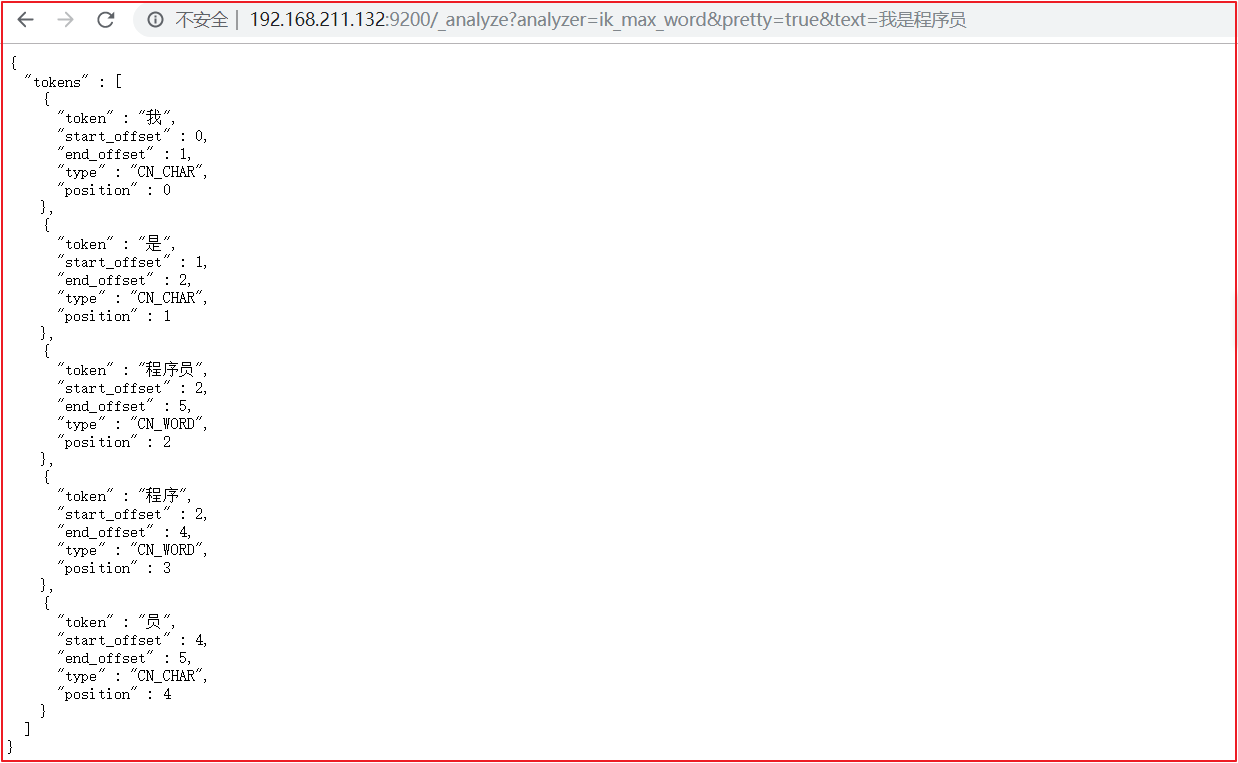 不安全 | 192.168.211.132:9200/_analyze?analyzer=ik_max_word&pretty=true&text=我是程序员
{
  "tokens" : [
    {
      "token" : "我",
      "start_offset" : 0,
      "end_offset" : 1,
      "type" : "CN_CHAR",
      "position" : 0
    },
    {
      "token" : "是",
      "start_offset" : 1,
      "end_offset" : 2,
      "type" : "CN_CHAR",
      "position" : 1
    },
    {
      "token" : "程序员",
      "start_offset" : 2,
      "end_offset" : 5,
      "type" : "CN_WORD",
      "position" : 2
    },
    {
      "token" : "程序",
      "start_offset" : 2,
      "end_offset" : 4,
      "type" : "CN_WORD",
      "position" : 3
    },
    {
      "token" : "员",
      "start_offset" : 4,
      "end_offset" : 5,
      "type" : "CN_CHAR",
      "position" : 4
    }
  ]
}